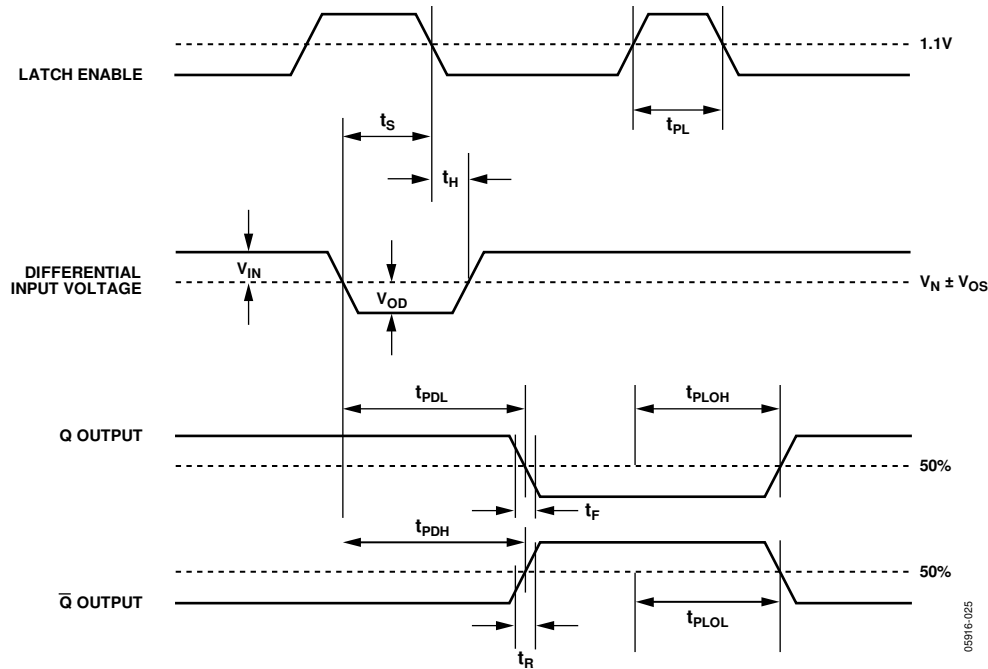 1.1V
LATCH ENABLE
tS
tPL
tH
DIFFERENTIAL
INPUT VOLTAGE
VIN
VOD
VN ± VOS
tPDL
tPLOH
Q OUTPUT
50%
tF
tPDH
50%
Q̅ OUTPUT
tPLOL
tR
05916-025